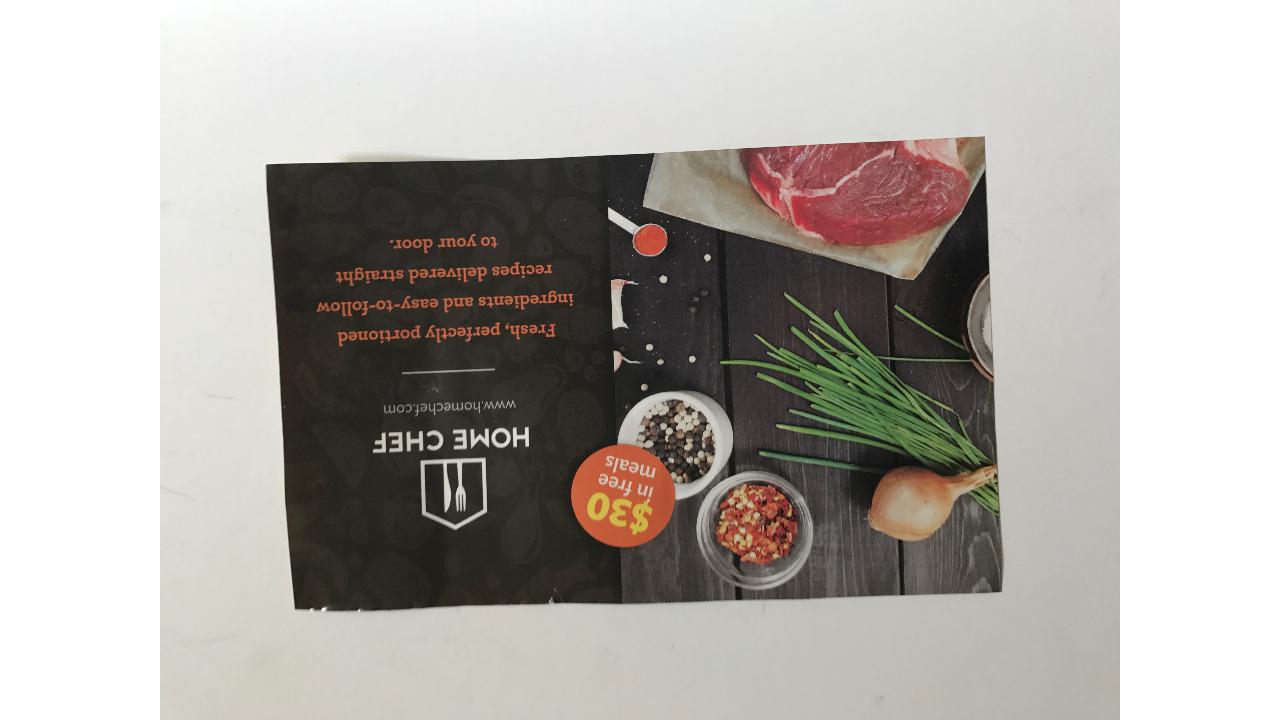 HOME CHEF
www.homechef.com
Fresh, perfectly portioned
ingredients and easy-to-follow
recipes delivered straight
to your door.
$30
in free
meals